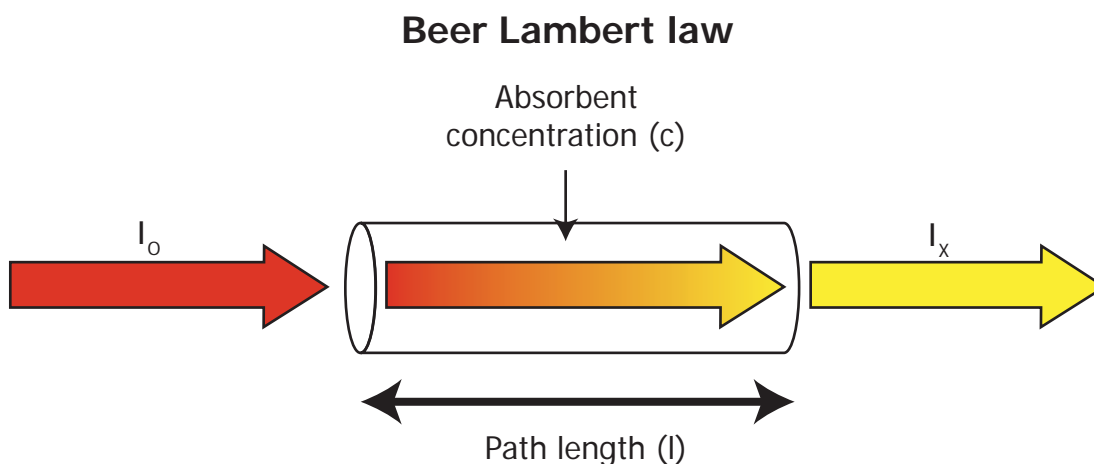 Beer Lambert law
Absorbent
concentration (c)
Io
Ix
Path length (l)